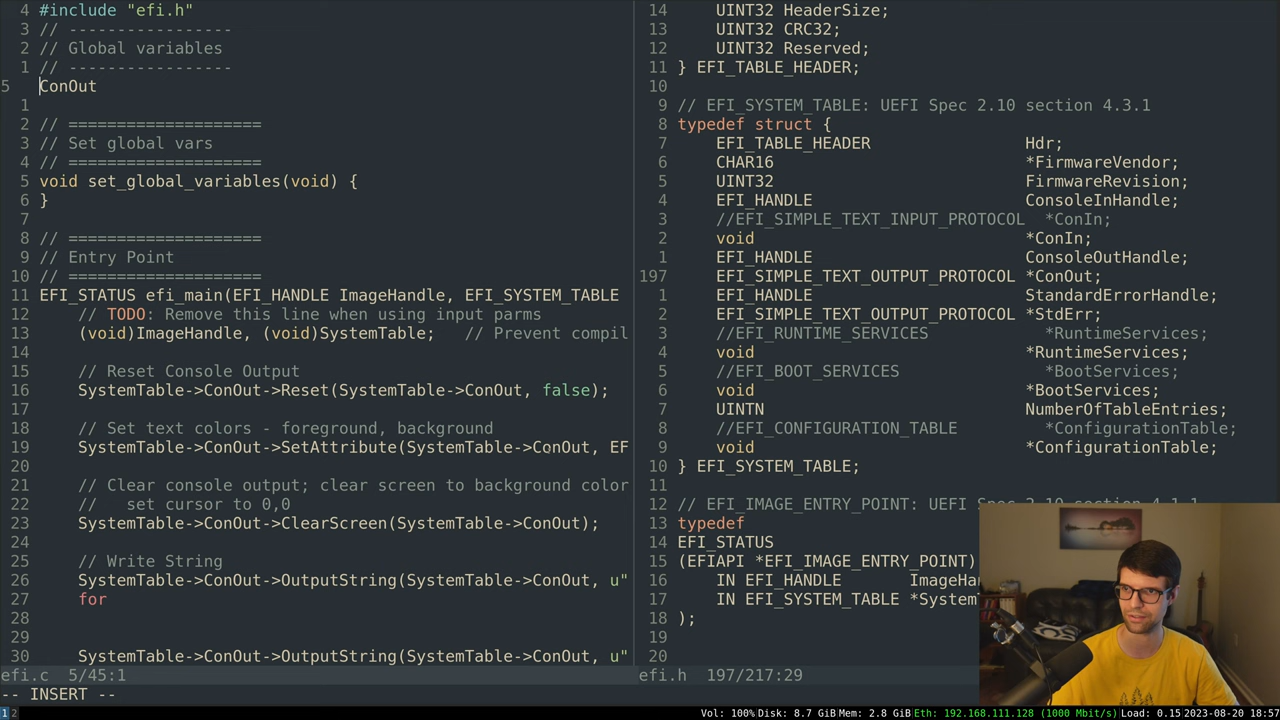 4 #include "efi.h"
3 // -----------------
2 // Global variables
1 // -----------------
5 ConOut
1
2 // ====================
3 // Set global vars
4 // ====================
5 void set_global_variables(void) {
6 }
7
8 // ====================
9 // Entry Point
10 // ====================
11 EFI_STATUS efi_main(EFI_HANDLE ImageHandle, EFI_SYSTEM_TABLE
12 // TODO: Remove this line when using input parms
13 (void)ImageHandle, (void)SystemTable; // Prevent compil
14
15 // Reset Console Output
16 SystemTable->ConOut->Reset(SystemTable->ConOut, false);
17
18 // Set text colors - foreground, background
19 SystemTable->ConOut->SetAttribute(SystemTable->ConOut, EF
20
21 // Clear console output; clear screen to background color
22 // set cursor to 0,0
23 SystemTable->ConOut->ClearScreen(SystemTable->ConOut);
24
25 // Write String
26 SystemTable->ConOut->OutputString(SystemTable->ConOut, u"
27 for
28
29
30 SystemTable->ConOut->OutputString(SystemTable->ConOut, u"
efi.c 5/45:1
-- INSERT --
14 UINT32 HeaderSize;
13 UINT32 CRC32;
12 UINT32 Reserved;
11 } EFI_TABLE_HEADER;
10
9 // EFI_SYSTEM_TABLE: UEFI Spec 2.10 section 4.3.1
8 typedef struct {
7 EFI_TABLE_HEADER Hdr;
6 CHAR16 *FirmwareVendor;
5 UINT32 FirmwareRevision;
4 EFI_HANDLE ConsoleInHandle;
3 //EFI_SIMPLE_TEXT_INPUT_PROTOCOL *ConIn;
2 void *ConIn;
1 EFI_HANDLE ConsoleOutHandle;
197 EFI_SIMPLE_TEXT_OUTPUT_PROTOCOL *ConOut;
1 EFI_HANDLE StandardErrorHandle;
2 EFI_SIMPLE_TEXT_OUTPUT_PROTOCOL *StdErr;
3 //EFI_RUNTIME_SERVICES *RuntimeServices;
4 void *RuntimeServices;
5 //EFI_BOOT_SERVICES *BootServices;
6 void *BootServices;
7 UINTN NumberOfTableEntries;
8 //EFI_CONFIGURATION_TABLE *ConfigurationTable;
9 void *ConfigurationTable;
10 } EFI_SYSTEM_TABLE;
11
12 // EFI_IMAGE_ENTRY_POINT: UEFI Spec 2.10 section 4.1.1
13 typedef
14 EFI_STATUS
15 (EFIAPI *EFI_IMAGE_ENTRY_POINT)
16 IN EFI_HANDLE ImageHan
17 IN EFI_SYSTEM_TABLE *System
18 );
19
20
efi.h 197/217:29
1 2
Vol: 100% Disk: 8.7 GiB Mem: 2.8 GiB Eth: 192.168.111.128 (1000 Mbit/s) Load: 0.15 2023-08-20 18:57